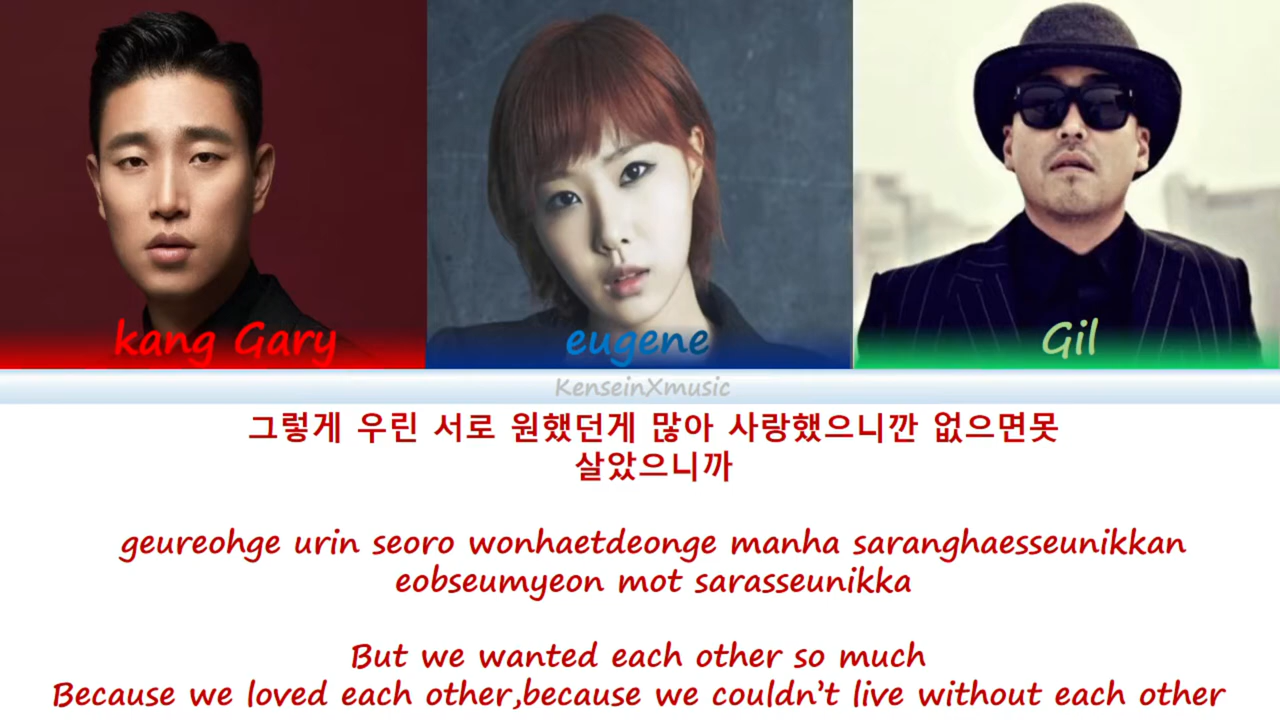 kang Gary
eugene
Gil
KenseinXmusic
그렇게 우린 서로 원했던게 많아 사랑했으니깐 없으면못
살았으니까
geureohge urin seoro wonhaetdeonge manha saranghaesseunikkan
eobseumyeon mot sarasseunikka
But we wanted each other so much
Because we loved each other,because we couldn't live without each other